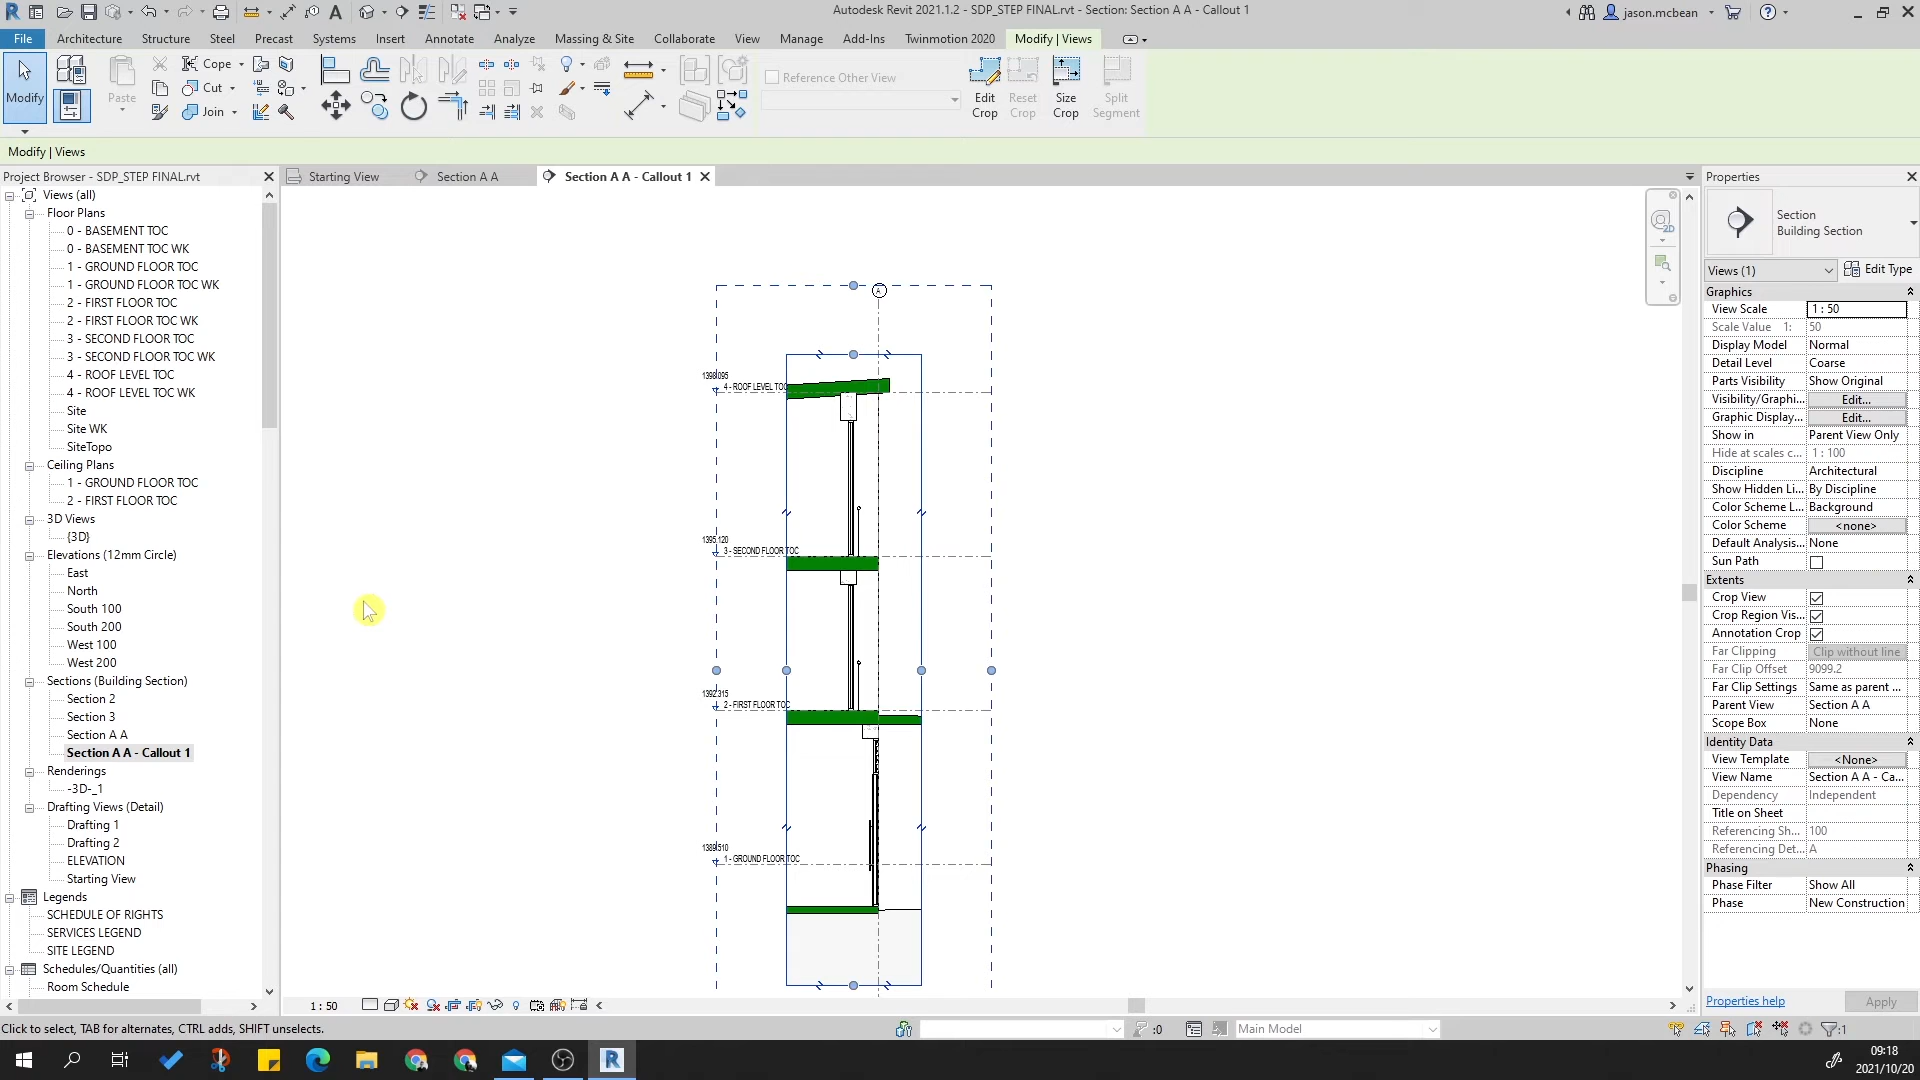 Autodesk Revit 2021.1.2 - SDP_STEP FINAL.rvt - Section: Section A A - Callout 1
jason.mcbean
File Architecture Structure Steel Precast Systems Insert Annotate Analyze Massing & Site Collaborate View Manage Add-Ins Twinmotion 2020 Modify | Views
Modify
Paste
Cope
Cut
Join
Reference Other View
Edit Crop
Reset Crop
Size Crop
Split Segment
Modify | Views
Project Browser - SDP_STEP FINAL.rvt
Starting View
Section A A
Section A A - Callout 1
Views (all)
Floor Plans
0 - BASEMENT TOC
0 - BASEMENT TOC WK
1 - GROUND FLOOR TOC
1 - GROUND FLOOR TOC WK
2 - FIRST FLOOR TOC
2 - FIRST FLOOR TOC WK
3 - SECOND FLOOR TOC
3 - SECOND FLOOR TOC WK
4 - ROOF LEVEL TOC
4 - ROOF LEVEL TOC WK
Site
Site WK
SiteTopo
Ceiling Plans
1 - GROUND FLOOR TOC
2 - FIRST FLOOR TOC
3D Views
{3D}
Elevations (12mm Circle)
East
North
South 100
South 200
West 100
West 200
Sections (Building Section)
Section 2
Section 3
Section A A
Section A A - Callout 1
Renderings
-3D-_1
Drafting Views (Detail)
Drafting 1
Drafting 2
ELEVATION
Starting View
Legends
SCHEDULE OF RIGHTS
SERVICES LEGEND
SITE LEGEND
Schedules/Quantities (all)
Room Schedule
A
4 - ROOF LEVEL TOC
1395.120
3 - SECOND FLOOR TOC
1392.315
2 - FIRST FLOOR TOC
1389.510
1 - GROUND FLOOR TOC
2D
Properties
Section
Building Section
Views (1)
Edit Type
Graphics
View Scale 1 : 50
Scale Value 1: 50
Display Model Normal
Detail Level Coarse
Parts Visibility Show Original
Visibility/Graphi... Edit...
Graphic Display... Edit...
Show in Parent View Only
Hide at scales c... 1 : 100
Discipline Architectural
Show Hidden Li... By Discipline
Color Scheme L... Background
Color Scheme <none>
Default Analysis... None
Sun Path
Extents
Crop View
Crop Region Vis...
Annotation Crop
Far Clipping Clip without line
Far Clip Offset 9099.2
Far Clip Settings Same as parent ...
Parent View Section A A
Scope Box None
Identity Data
View Template <None>
View Name Section A A - Ca...
Dependency Independent
Title on Sheet
Referencing Sh... 100
Referencing Det... A
Phasing
Phase Filter Show All
Phase New Construction
Properties help
Apply
1 : 50
Click to select, TAB for alternates, CTRL adds, SHIFT unselects.
:0
Main Model
:1
09:18
2021/10/20